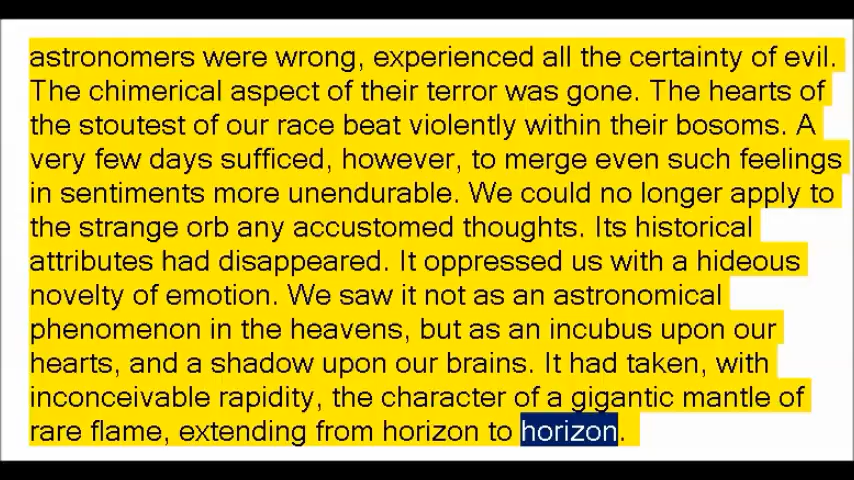 astronomers were wrong, experienced all the certainty of evil.
The chimerical aspect of their terror was gone. The hearts of
the stoutest of our race beat violently within their bosoms. A
very few days sufficed, however, to merge even such feelings
in sentiments more unendurable. We could no longer apply to
the strange orb any accustomed thoughts. Its historical
attributes had disappeared. It oppressed us with a hideous
novelty of emotion. We saw it not as an astronomical
phenomenon in the heavens, but as an incubus upon our
hearts, and a shadow upon our brains. It had taken, with
inconceivable rapidity, the character of a gigantic mantle of
rare flame, extending from horizon to horizon.